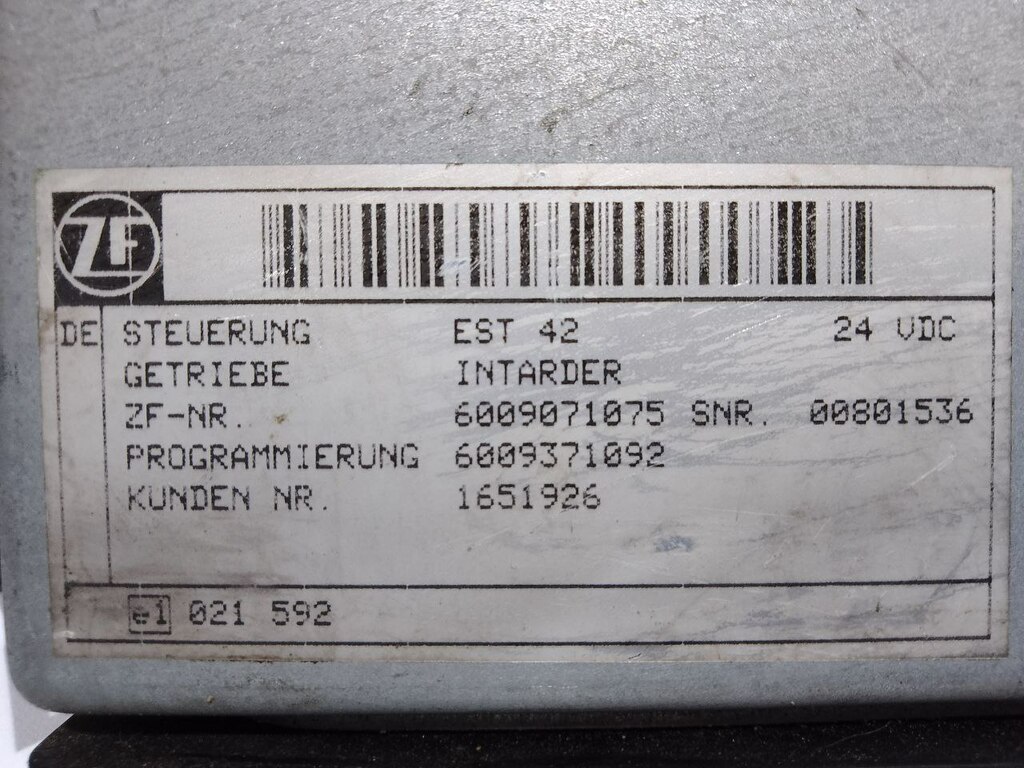 ZF
DE STEUERUNG EST 42 24 VDC
GETRIEBE INTARDER
ZF-NR. 6009071075 SNR. 00801536
PROGRAMMIERUNG 6009371092
KUNDEN NR. 1651926
e1 021 592